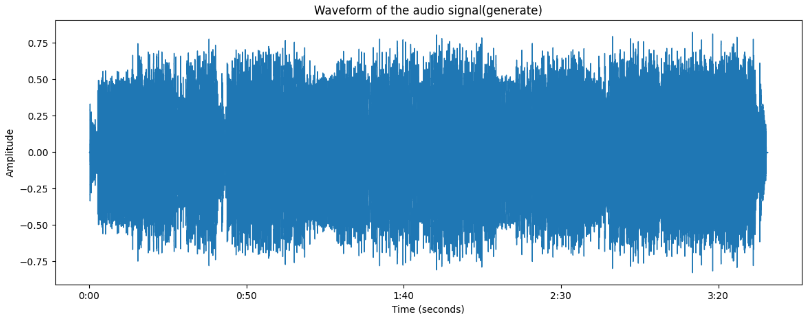 Waveform of the audio signal(generate)
Amplitude
0.75
0.50
0.25
0.00
−0.25
−0.50
−0.75
0:00 0:50 1:40 2:30 3:20
Time (seconds)